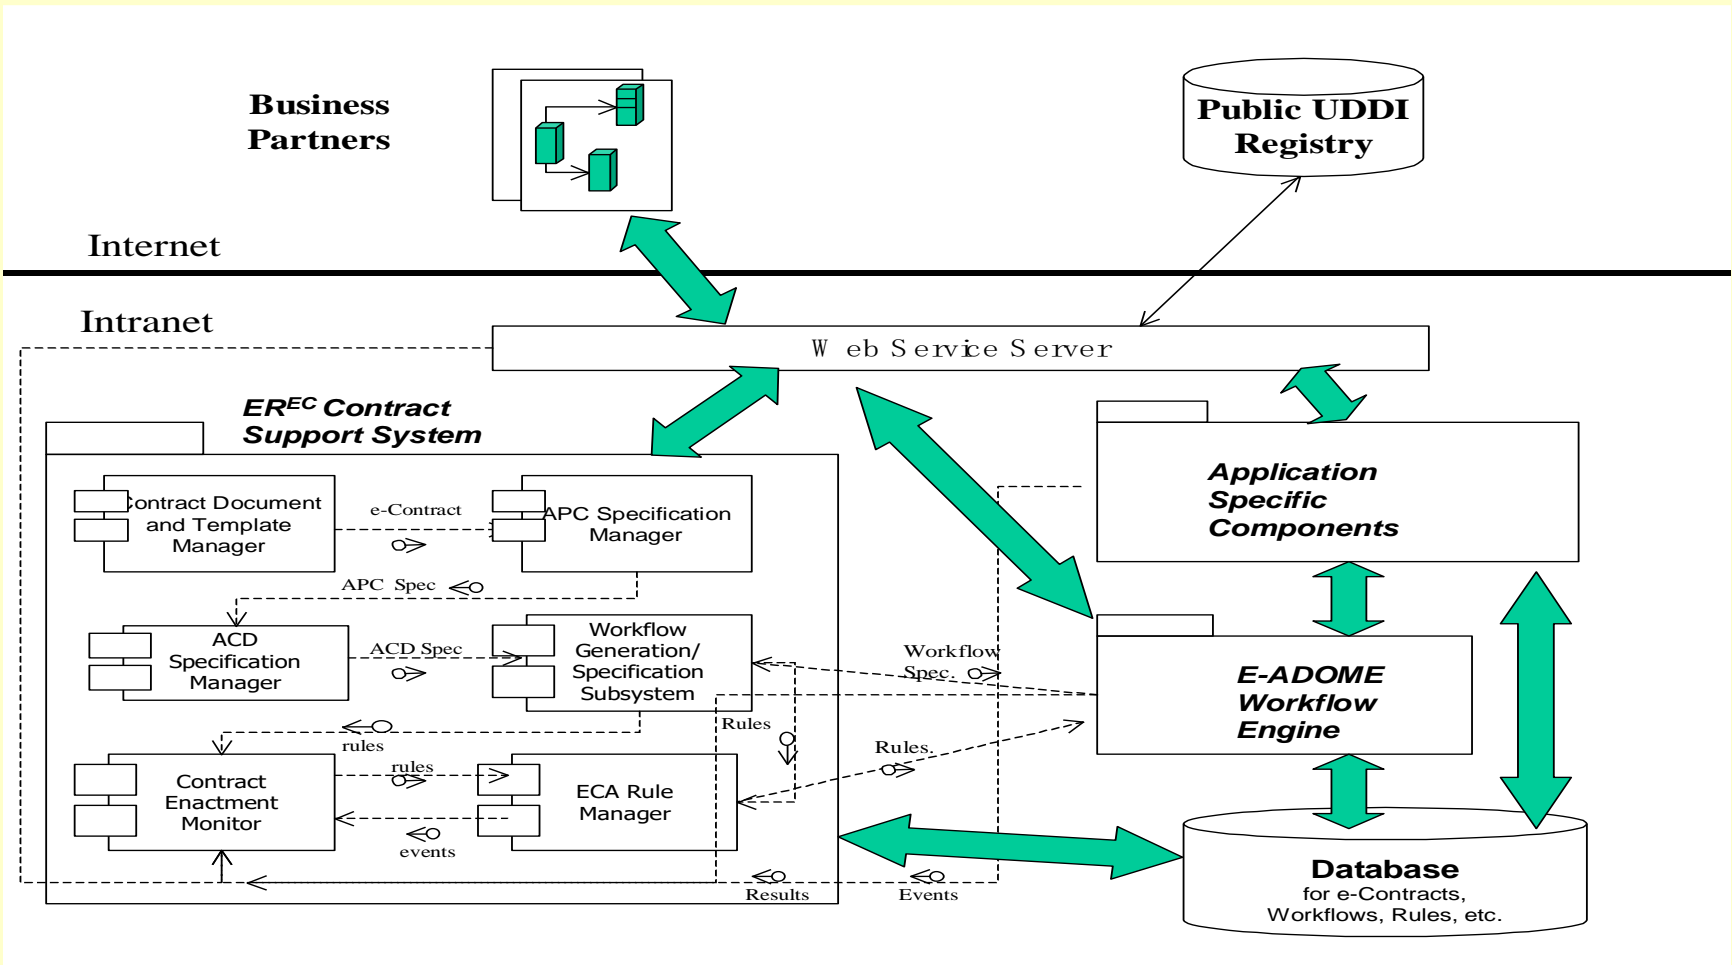 Business
Partners
Public UDDI
Registry
Internet
Intranet
Web Service Server
ER^EC Contract
Support System
Contract Document
and Template
Manager
e-Contract
APC Specification
Manager
Application
Specific
Components
APC Spec
ACD
Specification
Manager
ACD Spec
Workflow
Generation/
Specification
Subsystem
Workflow
Spec.
E-ADOME
Workflow
Engine
rules
Rules
Rules.
Contract
Enactment
Monitor
rules
events
ECA Rule
Manager
Results
Events
Database
for e-Contracts,
Workflows, Rules, etc.